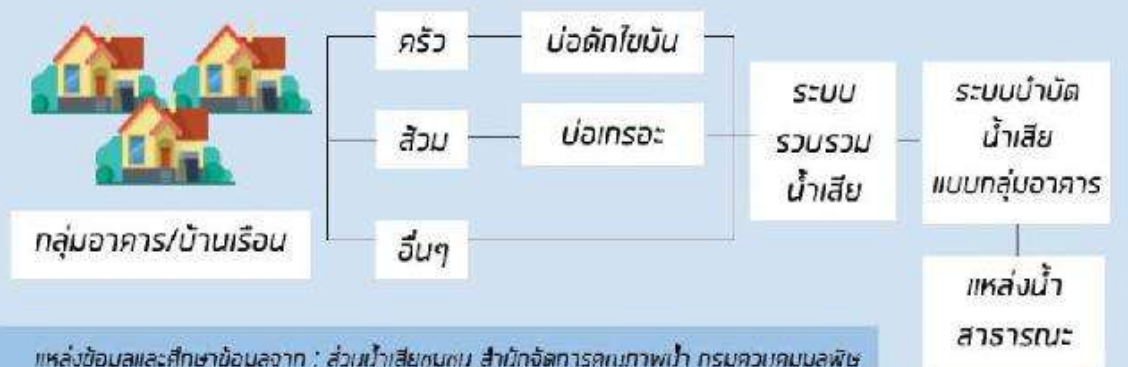 ครัว
บ่อดักไขมัน
ส้วม
บ่อเกรอะ
อื่นๆ
กลุ่มอาคาร/บ้านเรือน
ระบบ
รวบรวม
น้ำเสีย
ระบบบำบัด
น้ำเสีย
แบบกลุ่มอาคาร
แหล่งน้ำ
สาธารณะ
แหล่งข้อมูลและศึกษาข้อมูลจาก : ส่วนน้ำเสียชุมชน สำนักจัดการคุณภาพน้ำ กรมควบคุมมลพิษ